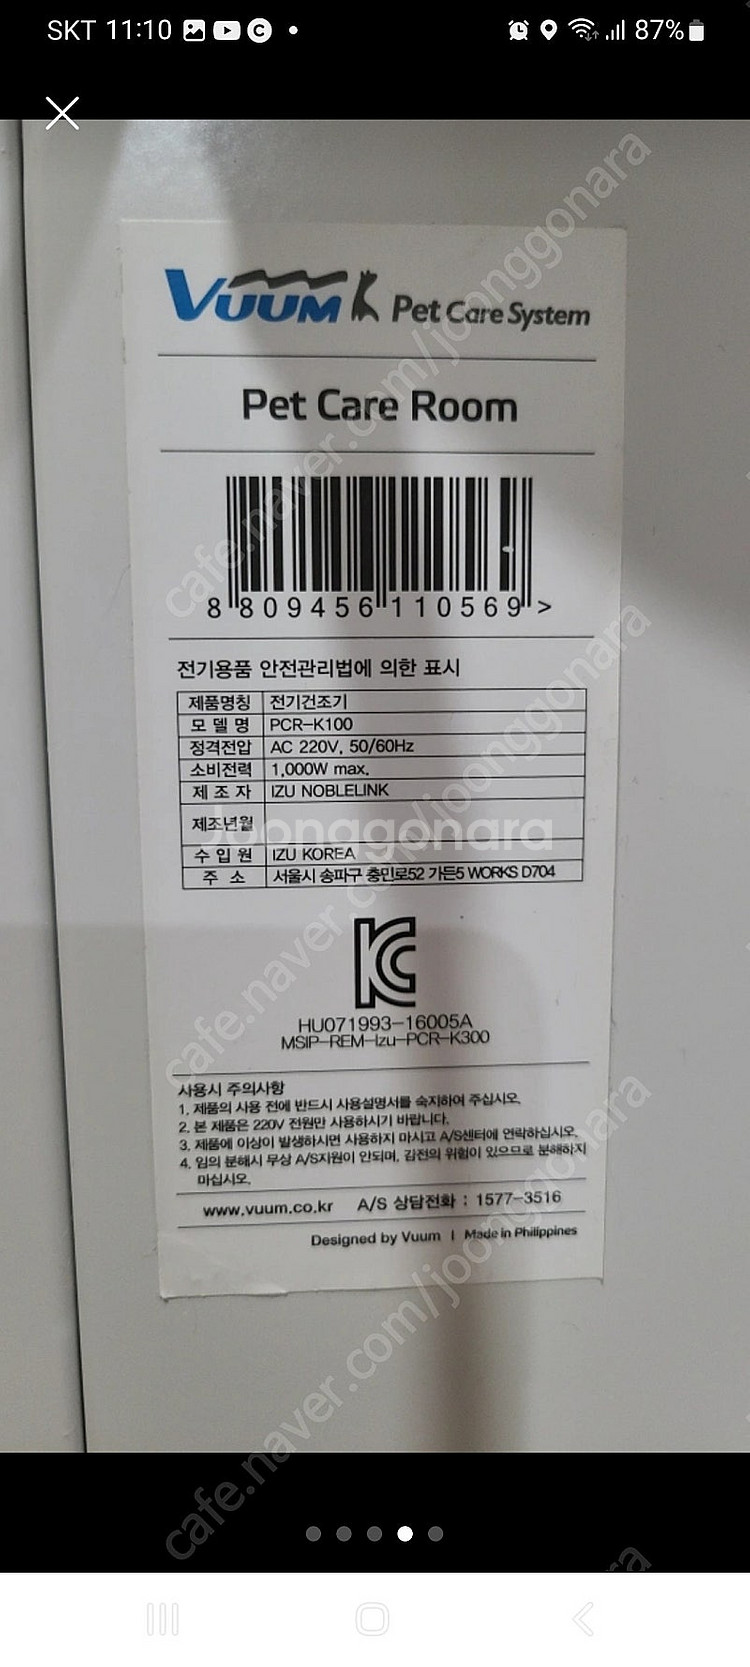 SKT 11:10
87%
VUUM Pet Care System
Pet Care Room
8 809456 110569 >
전기용품 안전관리법에 의한 표시
제품명칭 전기건조기
모 델 명 PCR-K100
정격전압 AC 220V, 50/60Hz
소비전력 1,000W max.
제 조 자 IZU NOBLELINK
제조년월
수 입 원 IZU KOREA
주 소 서울시 송파구 충민로52 가든5 WORKS D704
Joonggonara
HU071993-16005A
MSIP-REM-Izu-PCR-K300
사용시 주의사항
1. 제품의 사용 전에 반드시 사용설명서를 숙지하여 주십시오.
2. 본 제품은 220V 전원만 사용하시기 바랍니다.
3. 제품에 이상이 발생하시면 사용하지 마시고 A/S센터에 연락하십시오.
4. 임의 분해시 무상 A/S지원이 안되며, 감전의 위험이 있으므로 분해하지
마십시오.
www.vuum.co.kr A/S 상담전화 : 1577-3516
Designed by Vuum | Made in Philippines
cafe.naver.com/joonggonara
cafe.naver.com/joonggonara
cafe.naver.com/joonggonara